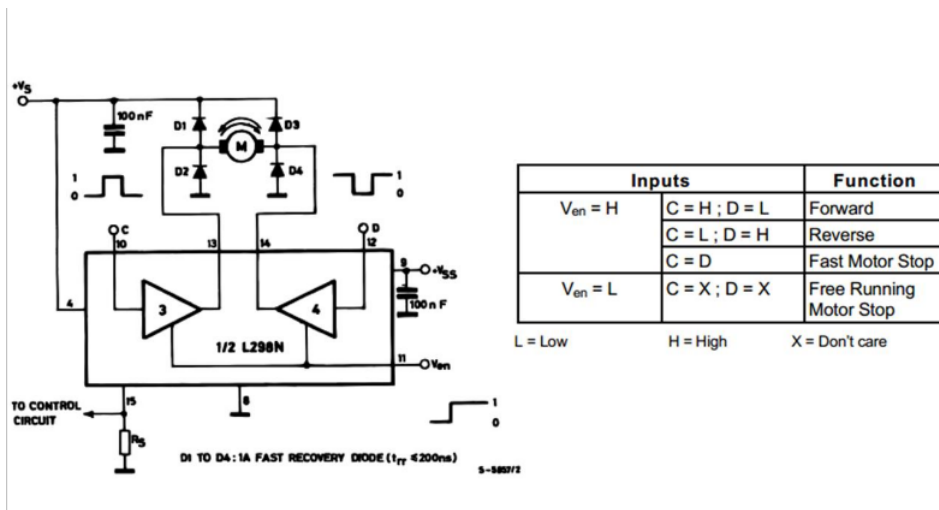 +Vs
100nF
D1
D3
M
D2
D4
1
0
1
0
C
D
10
13
14
12
9
+Vss
4
3
4
100nF
1/2 L298N
11
Ven
TO CONTROL
CIRCUIT
15
8
1
0
Rs
D1 TO D4: 1A FAST RECOVERY DIODE (trr ≤200ns)
S-5857/2
Inputs Function
Ven = H C = H ; D = L Forward
C = L ; D = H Reverse
C = D Fast Motor Stop
Ven = L C = X ; D = X Free Running
Motor Stop
L = Low H = High X = Don't care